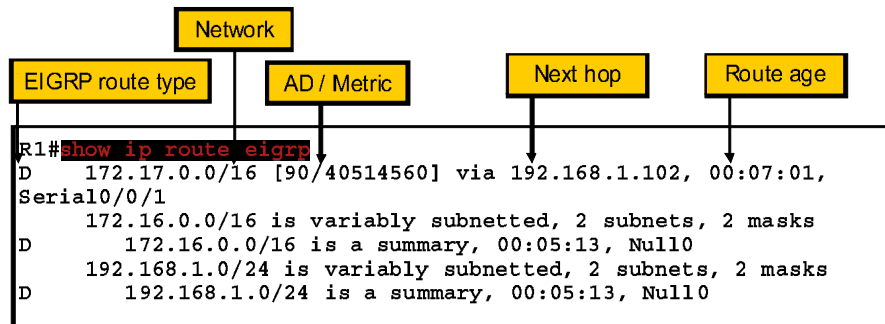 Network
EIGRP route type
AD / Metric
Next hop
Route age
R1#show ip route eigrp
D 172.17.0.0/16 [90/40514560] via 192.168.1.102, 00:07:01,
Serial0/0/1
172.16.0.0/16 is variably subnetted, 2 subnets, 2 masks
D 172.16.0.0/16 is a summary, 00:05:13, Null0
192.168.1.0/24 is variably subnetted, 2 subnets, 2 masks
D 192.168.1.0/24 is a summary, 00:05:13, Null0